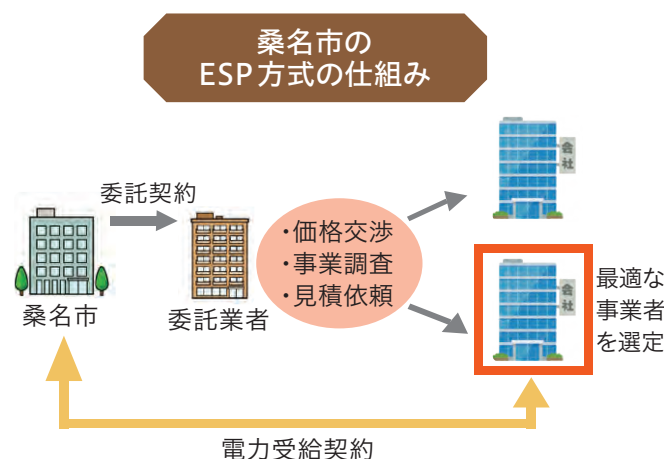 桑名市の
ESP方式の仕組み
委託契約
桑名市
委託業者
・価格交渉
・事業調査
・見積依頼
会社
会社
最適な
事業者
を選定
電力受給契約